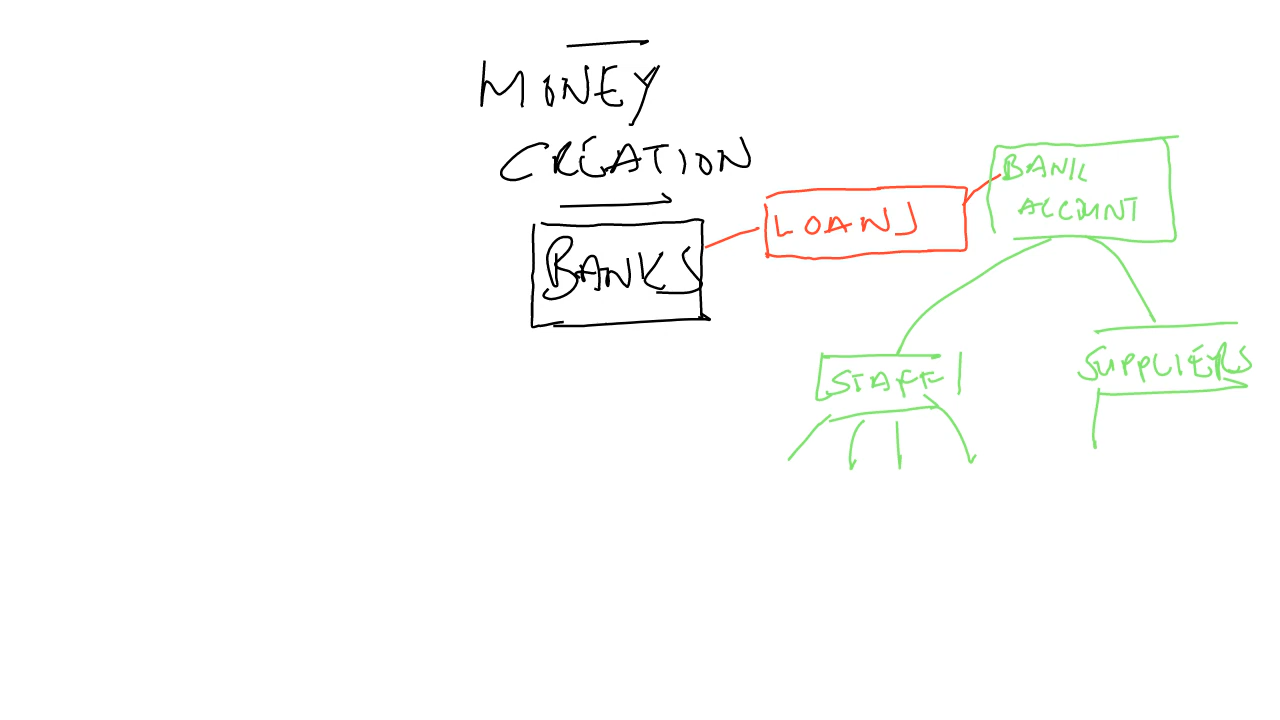 MONEY
CREATION
BANKS
LOANS
BANK
ACCOUNT
STAFF
SUPPLIERS